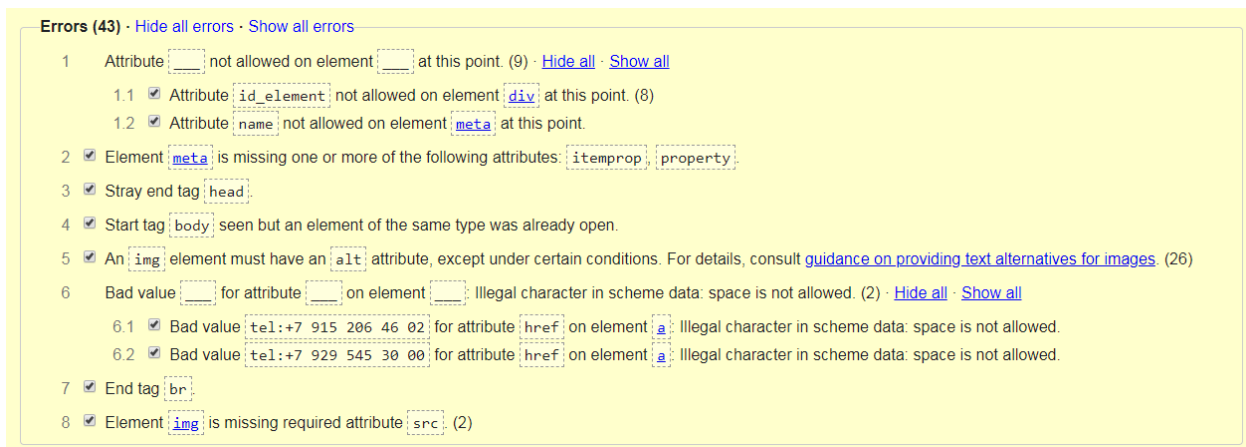 Errors (43) · Hide all errors · Show all errors
1 Attribute ___ not allowed on element ___ at this point. (9) · Hide all · Show all
1.1 Attribute id_element not allowed on element div at this point. (8)
1.2 Attribute name not allowed on element meta at this point.
2 Element meta is missing one or more of the following attributes: itemprop, property.
3 Stray end tag head.
4 Start tag body seen but an element of the same type was already open.
5 An img element must have an alt attribute, except under certain conditions. For details, consult guidance on providing text alternatives for images. (26)
6 Bad value ___ for attribute ___ on element ___: Illegal character in scheme data: space is not allowed. (2) · Hide all · Show all
6.1 Bad value tel:+7 915 206 46 02 for attribute href on element a: Illegal character in scheme data: space is not allowed.
6.2 Bad value tel:+7 929 545 30 00 for attribute href on element a: Illegal character in scheme data: space is not allowed.
7 End tag br.
8 Element img is missing required attribute src. (2)